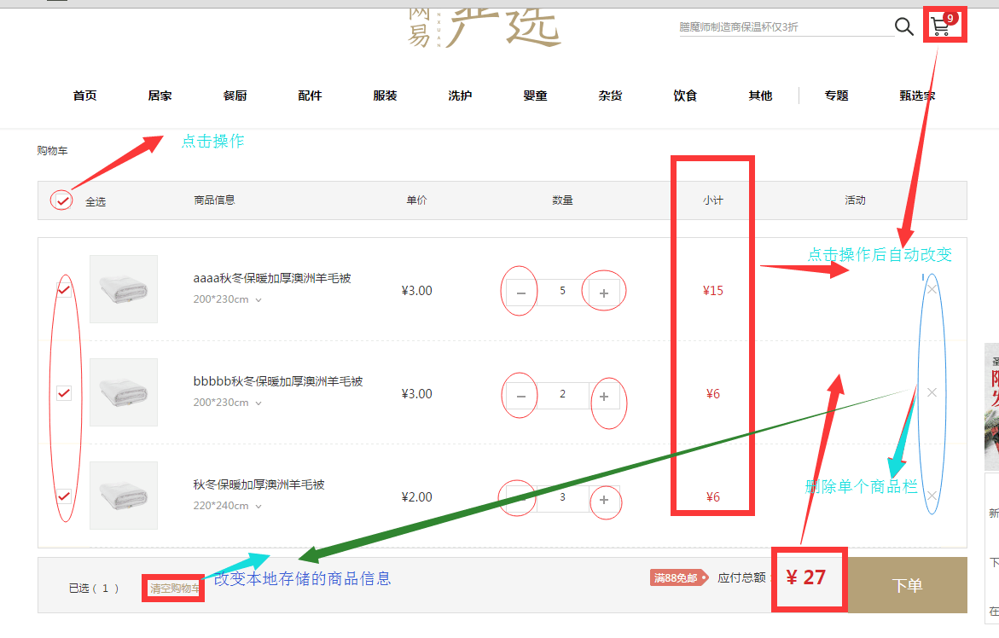 网易 严选
NXUAN
膳魔师制造商保温杯仅3折
9
首页 居家 餐厨 配件 服装 洗护 婴童 杂货 饮食 其他 专题 甄选家
点击操作
购物车
全选 商品信息 单价 数量 小计 活动
点击操作后自动改变
aaaa秋冬保暖加厚澳洲羊毛被
200*230cm
¥3.00 5 ¥15
bbbbb秋冬保暖加厚澳洲羊毛被
200*230cm
¥3.00 2 ¥6
秋冬保暖加厚澳洲羊毛被
220*240cm
¥2.00 3 ¥6
删除单个商品栏
已选（1）
清空购物车
改变本地存储的商品信息
满88免邮
应付总额：
¥ 27
下单
新
下
在